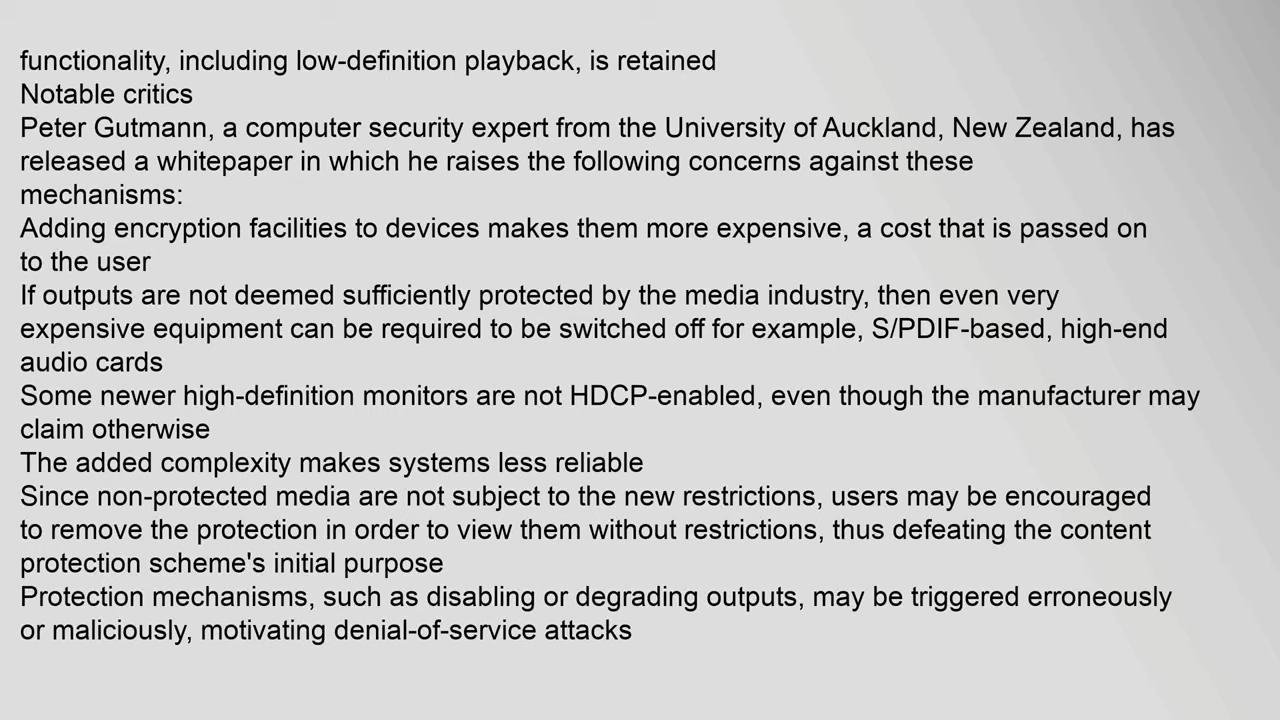 functionality, including low-definition playback, is retained
Notable critics
Peter Gutmann, a computer security expert from the University of Auckland, New Zealand, has
released a whitepaper in which he raises the following concerns against these
mechanisms:
Adding encryption facilities to devices makes them more expensive, a cost that is passed on
to the user
If outputs are not deemed sufficiently protected by the media industry, then even very
expensive equipment can be required to be switched off for example, S/PDIF-based, high-end
audio cards
Some newer high-definition monitors are not HDCP-enabled, even though the manufacturer may
claim otherwise
The added complexity makes systems less reliable
Since non-protected media are not subject to the new restrictions, users may be encouraged
to remove the protection in order to view them without restrictions, thus defeating the content
protection scheme's initial purpose
Protection mechanisms, such as disabling or degrading outputs, may be triggered erroneously
or maliciously, motivating denial-of-service attacks